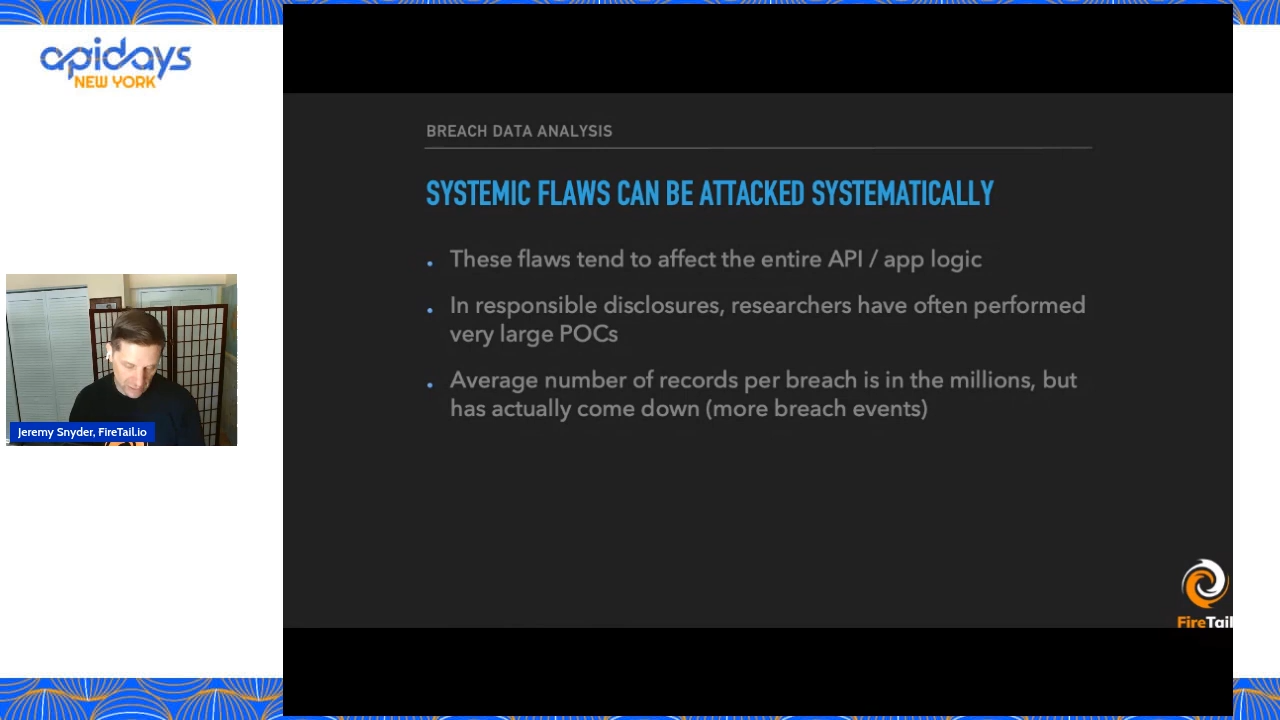 apidays
NEW YORK
BREACH DATA ANALYSIS
SYSTEMIC FLAWS CAN BE ATTACKED SYSTEMATICALLY
These flaws tend to affect the entire API / app logic
In responsible disclosures, researchers have often performed
very large POCs
Average number of records per breach is in the millions, but
has actually come down (more breach events)
Jeremy Snyder, FireTail.io
FireTail